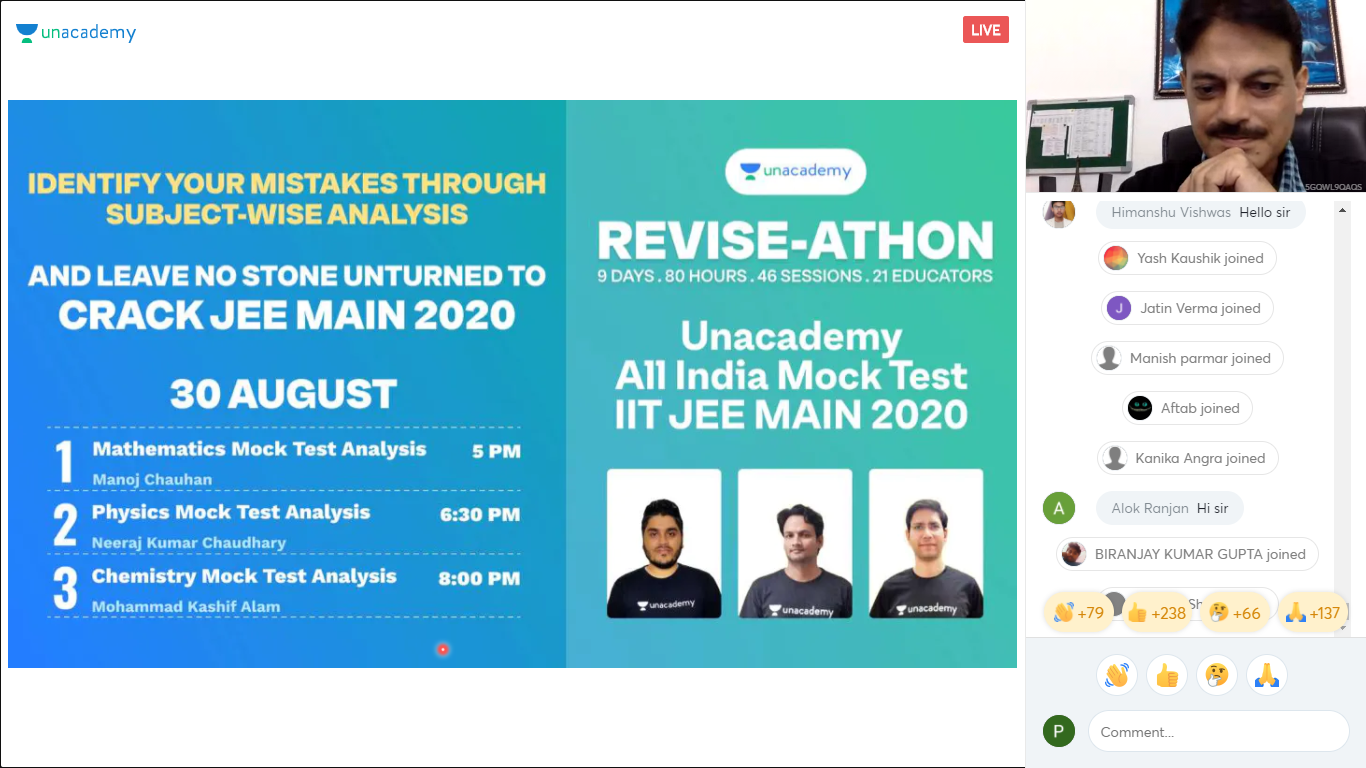 unacademy
LIVE
IDENTIFY YOUR MISTAKES THROUGH
SUBJECT-WISE ANALYSIS
AND LEAVE NO STONE UNTURNED TO
CRACK JEE MAIN 2020
30 AUGUST
1 Mathematics Mock Test Analysis 5 PM
Manoj Chauhan
2 Physics Mock Test Analysis 6:30 PM
Neeraj Kumar Chaudhary
3 Chemistry Mock Test Analysis 8:00 PM
Mohammad Kashif Alam
unacademy
REVISE-ATHON
9 DAYS . 80 HOURS . 46 SESSIONS . 21 EDUCATORS
Unacademy
All India Mock Test
IIT JEE MAIN 2020
unacademy
unacademy
unacademy
5GQWL9QAQS
Himanshu Vishwas Hello sir
Yash Kaushik joined
J Jatin Verma joined
Manish parmar joined
Aftab joined
Kanika Angra joined
A Alok Ranjan Hi sir
BIRANJAY KUMAR GUPTA joined
+79 +238 +66 +137
P Comment...